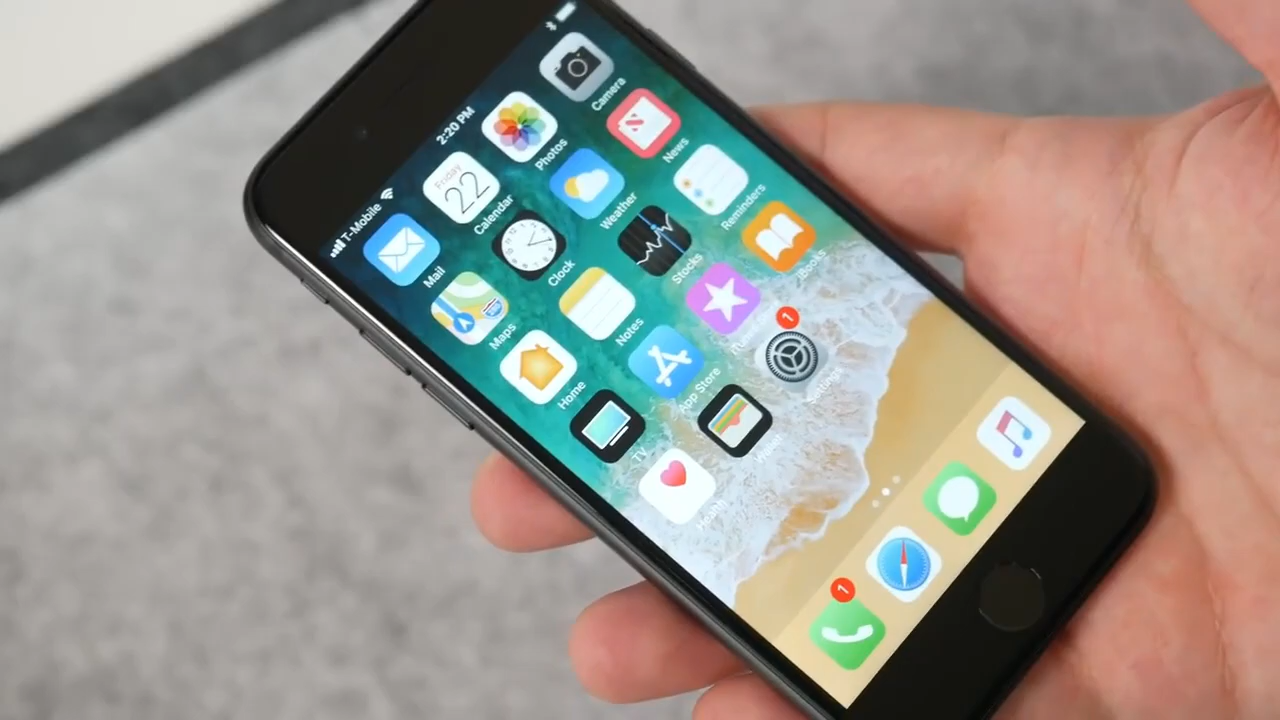 T-Mobile 2:20 PM
Friday
22
Mail
Calendar
Photos
Camera
Maps
Clock
Weather
News
Home
Notes
Stocks
Reminders
TV
App Store
iBooks
1
Health
Wallet
Settings
1